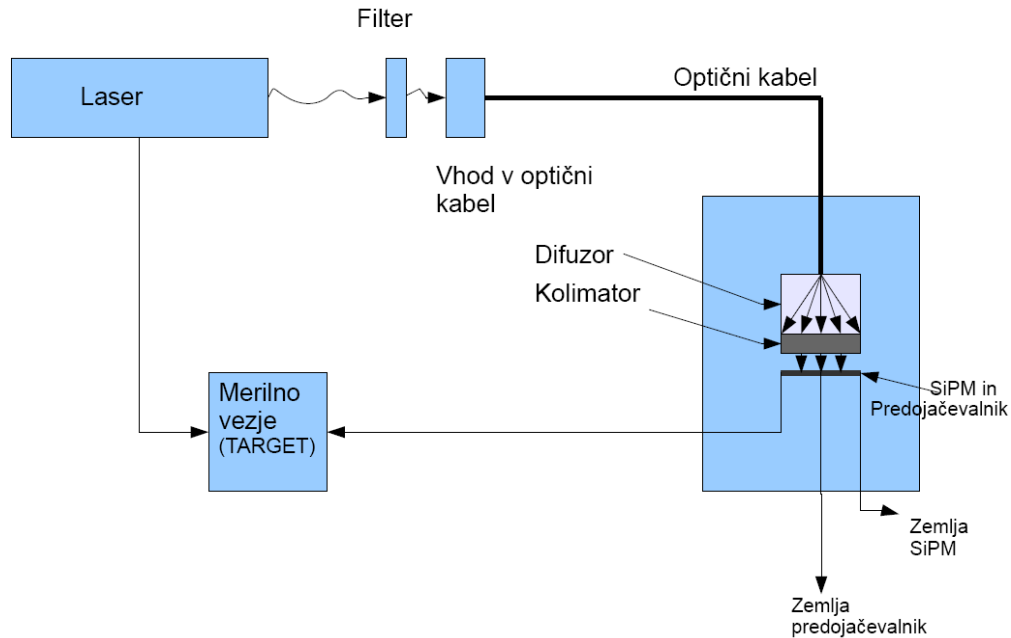 Filter
Laser
Optični kabel
Vhod v optični
kabel
Difuzor
Kolimator
Merilno
vezje
(TARGET)
SiPM in
Predojačevalnik
Zemlja
SiPM
Zemlja
predojačevalnik